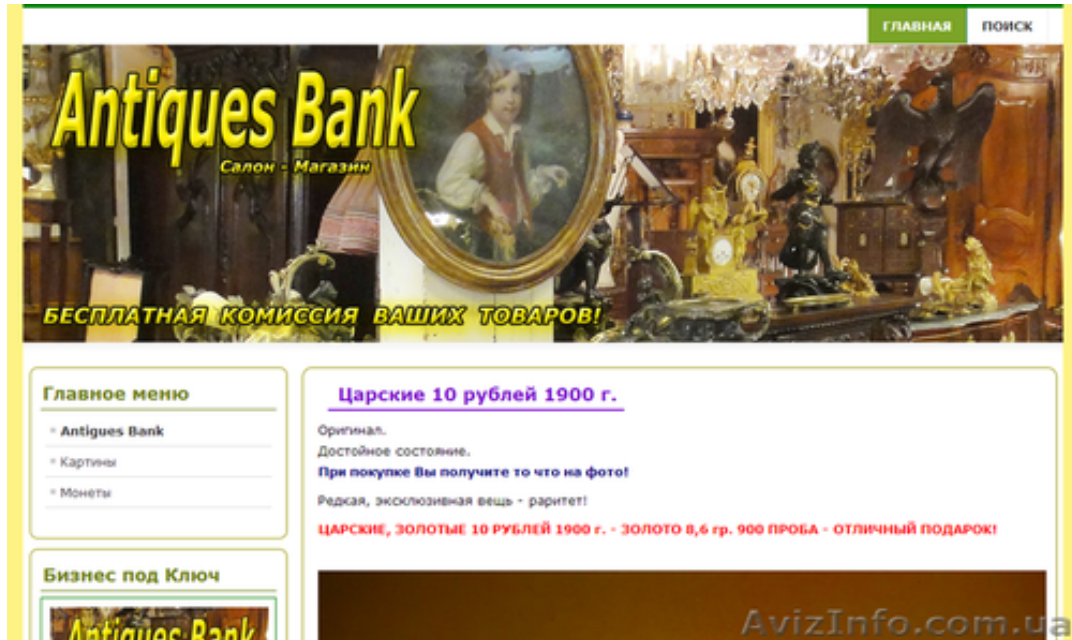 ГЛАВНАЯ ПОИСК
Antiques Bank
Салон - Магазин
БЕСПЛАТНАЯ КОМИССИЯ ВАШИХ ТОВАРОВ!
Главное меню
Antigues Bank
Картины
Монеты
Бизнес под Ключ
Antiques Bank
Царские 10 рублей 1900 г.
Оригинал.
Достойное состояние.
При покупке Вы получите то что на фото!
Редкая, эксклюзивная вещь - раритет!
ЦАРСКИЕ, ЗОЛОТЫЕ 10 РУБЛЕЙ 1900 г. - ЗОЛОТО 8,6 гр. 900 ПРОБА - ОТЛИЧНЫЙ ПОДАРОК!
AvizInfo.com.ua